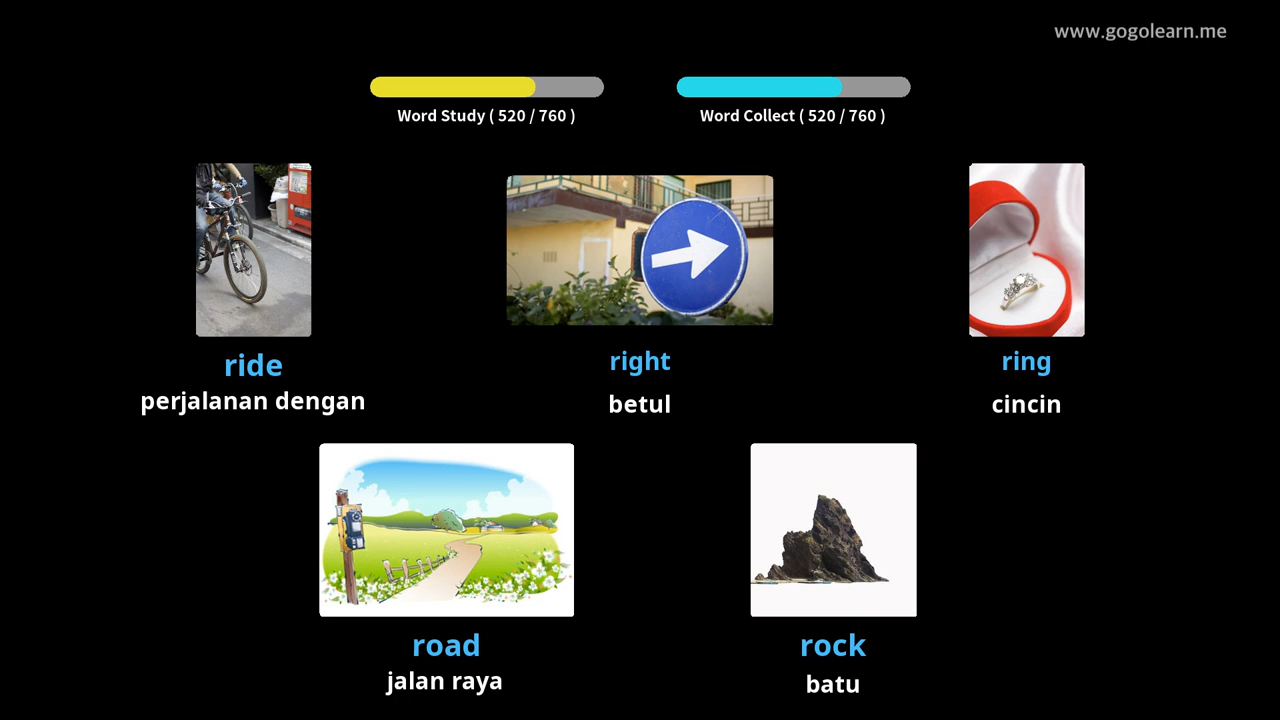 www.gogolearn.me
Word Study ( 520 / 760 )
Word Collect ( 520 / 760 )
ride
perjalanan dengan
right
betul
ring
cincin
road
jalan raya
rock
batu